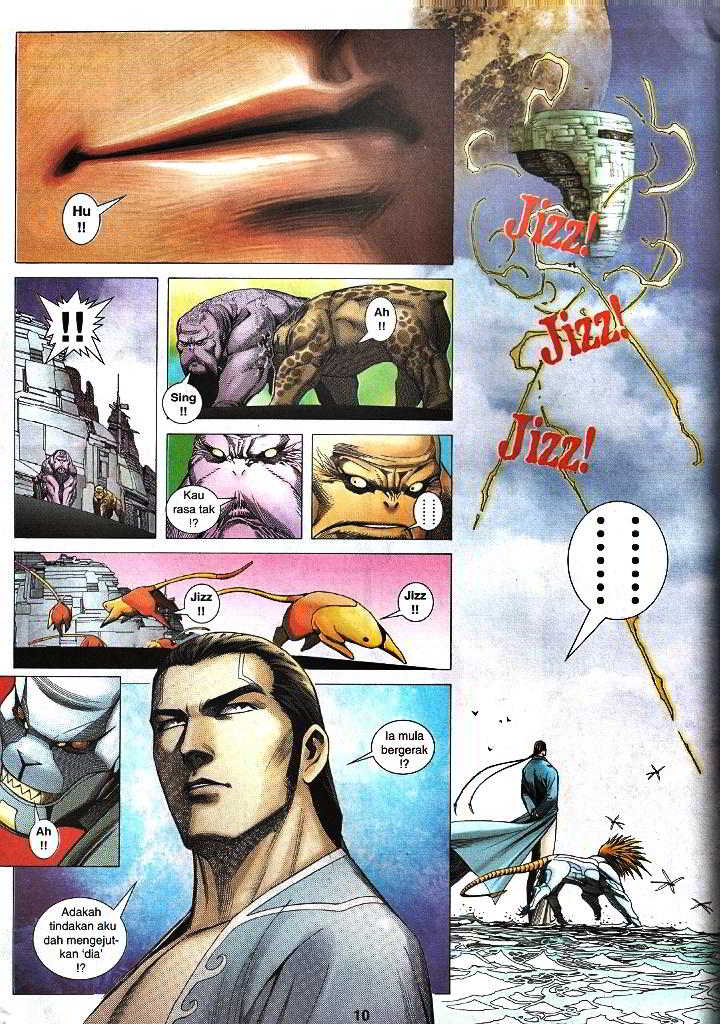 Hu
!!
!!
Ah
!!
Sing
!!
Kau
rasa tak
!?
Jizz
!!
Jizz
!!
Ah
!!
Ia mula
bergerak
!?
Adakah
tindakan aku
dah mengejut-
kan 'dia'
!?
Jizz!
Jizz!
Jizz!
10